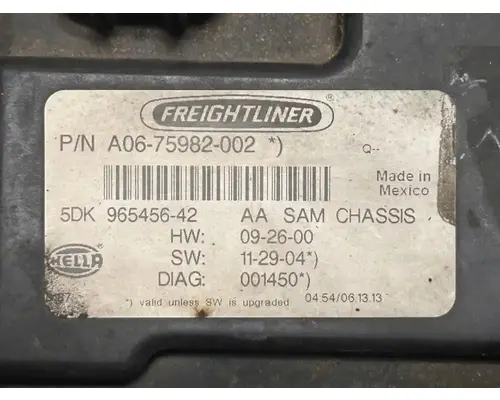 FREIGHTLINER
P/N A06-75982-002 *)
Q--
Made in
Mexico
5DK 965456-42 AA SAM CHASSIS
HELLA
HW: 09-26-00
SW: 11-29-04*)
DIAG: 001450*)
*) valid unless SW is upgraded 04:54/06.13.13